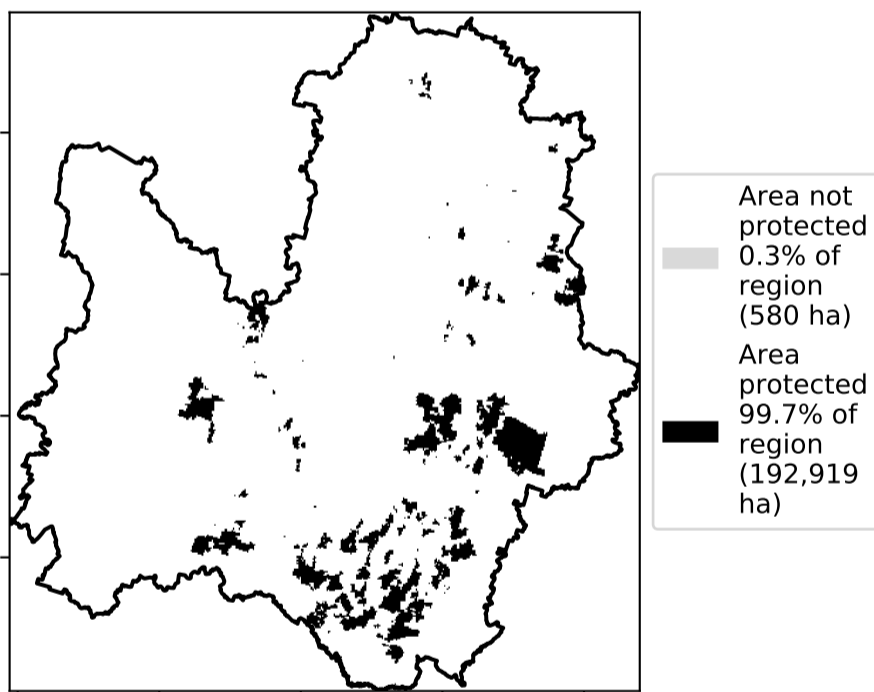 Area not
protected
0.3% of
region
(580 ha)
Area
protected
99.7% of
region
(192,919
ha)